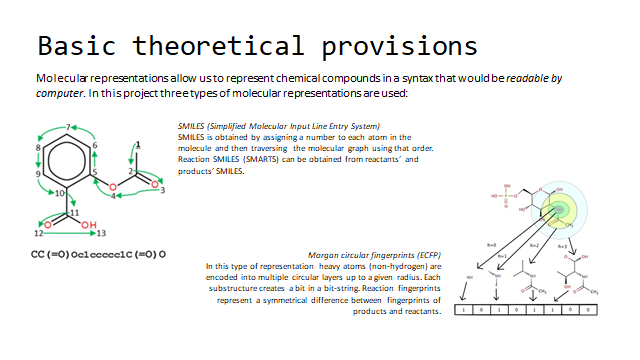 Basic theoretical provisions
Molecular representations allow us to represent chemical compounds in a syntax that would be readable by
computer. In this project three types of molecular representations are used:
SMILES (Simplified Molecular Input Line Entry System)
SMILES is obtained by assigning a number to each atom in the
molecule and then traversing the molecular graph using that order.
Reaction SMILES (SMARTS) can be obtained from reactants´ and
products´ SMILES.
7
8
6
1
9
5
2
10
O
O
4
3
11
O
OH
12
13
CC(=O)Oc1ccccc1C(=O)O
Morgan circular fingerprints (ECFP)
In this type of representation heavy atoms (non-hydrogen) are
encoded into multiple circular layers up to a given radius. Each
substructure creates a bit in a bit-string. Reaction fingerprints
represent a symmetrical difference between fingerprints of
products and reactants.
1 0 1 0 1 1 0 0